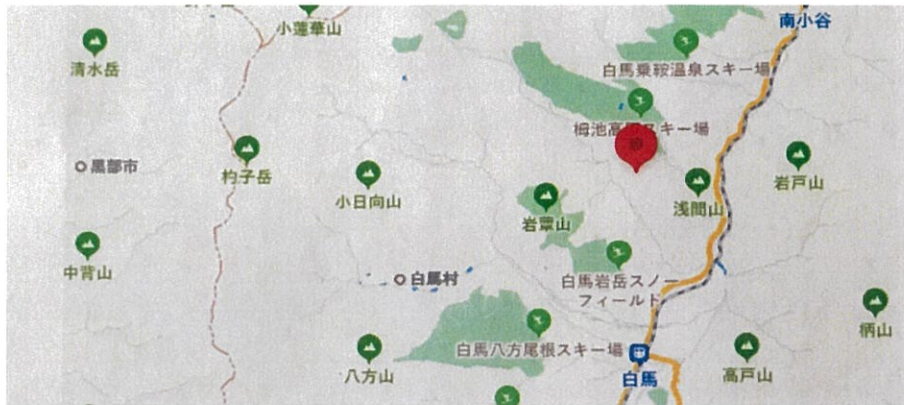 南小谷
小蓮華山
清水岳
白馬乗鞍温泉スキー場
栂池高原スキー場
黒部市
杓子岳
小日向山
岩蕈山
浅間山
岩戸山
中背山
白馬村
白馬岩岳スノー
フィールド
柄山
白馬八方尾根スキー場
八方山
白馬
高戸山